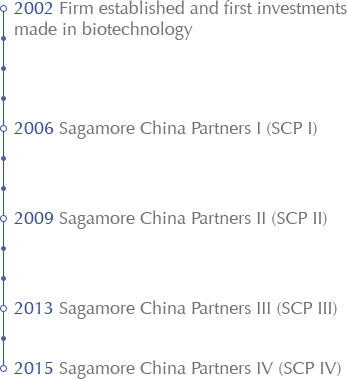 2002 Firm established and first investments
made in biotechnology
2006 Sagamore China Partners I (SCP I)
2009 Sagamore China Partners II (SCP II)
2013 Sagamore China Partners III (SCP III)
2015 Sagamore China Partners IV (SCP IV)